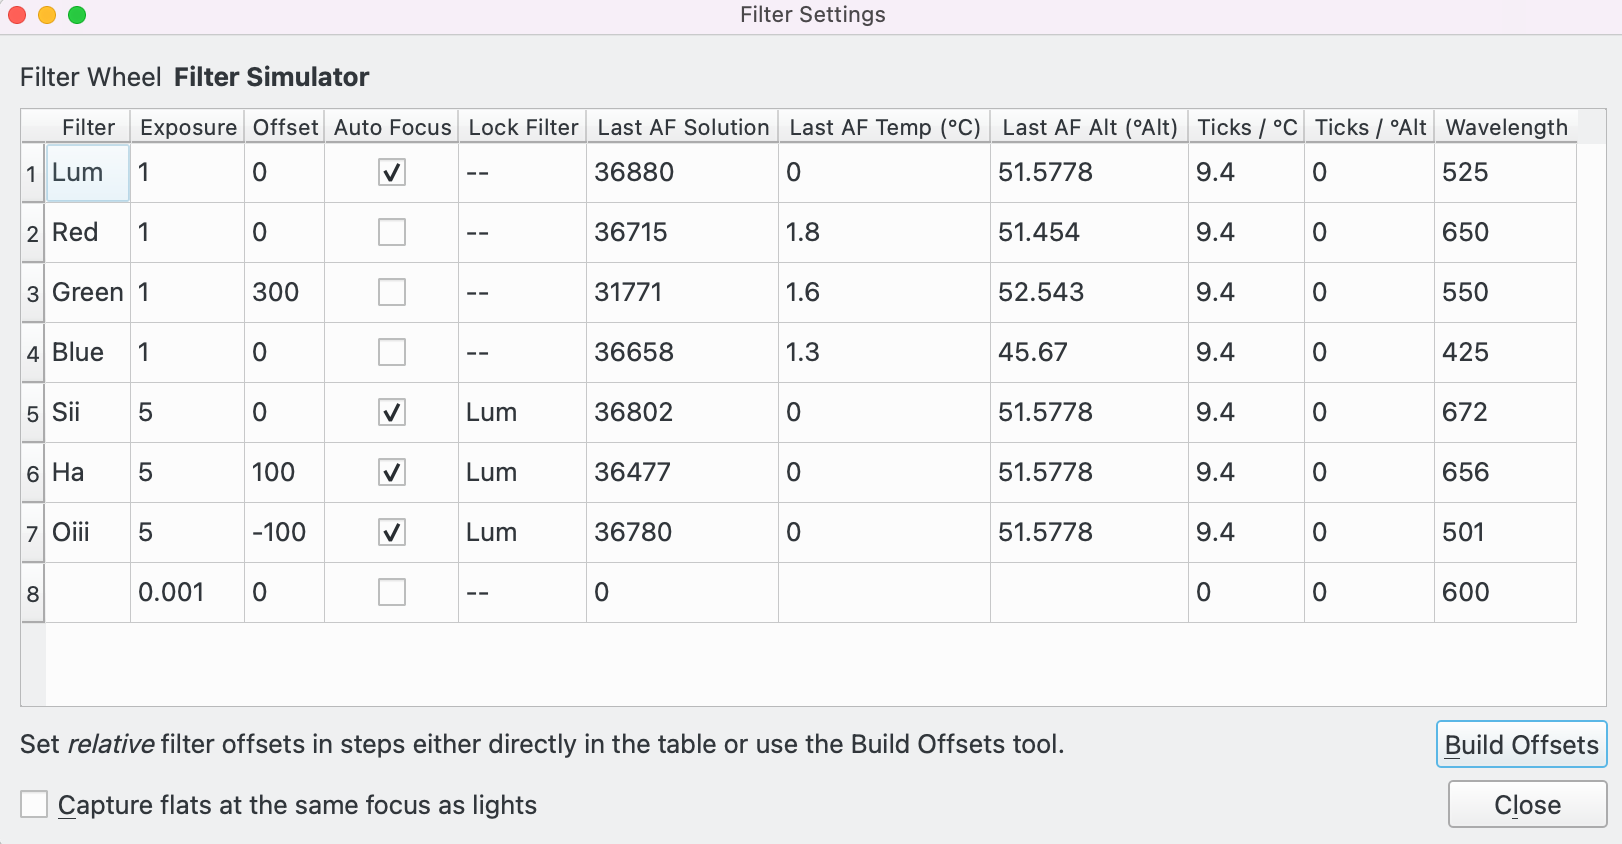 Filter Settings
Filter Wheel Filter Simulator
Filter Exposure Offset Auto Focus Lock Filter Last AF Solution Last AF Temp (°C) Last AF Alt (°Alt) Ticks / °C Ticks / °Alt Wavelength
1 Lum 1 0 -- 36880 0 51.5778 9.4 0 525
2 Red 1 0 -- 36715 1.8 51.454 9.4 0 650
3 Green 1 300 -- 31771 1.6 52.543 9.4 0 550
4 Blue 1 0 -- 36658 1.3 45.67 9.4 0 425
5 Sii 5 0 Lum 36802 0 51.5778 9.4 0 672
6 Ha 5 100 Lum 36477 0 51.5778 9.4 0 656
7 Oiii 5 -100 Lum 36780 0 51.5778 9.4 0 501
8 0.001 0 -- 0 0 0 600
Set relative filter offsets in steps either directly in the table or use the Build Offsets tool.
Build Offsets
Capture flats at the same focus as lights
Close